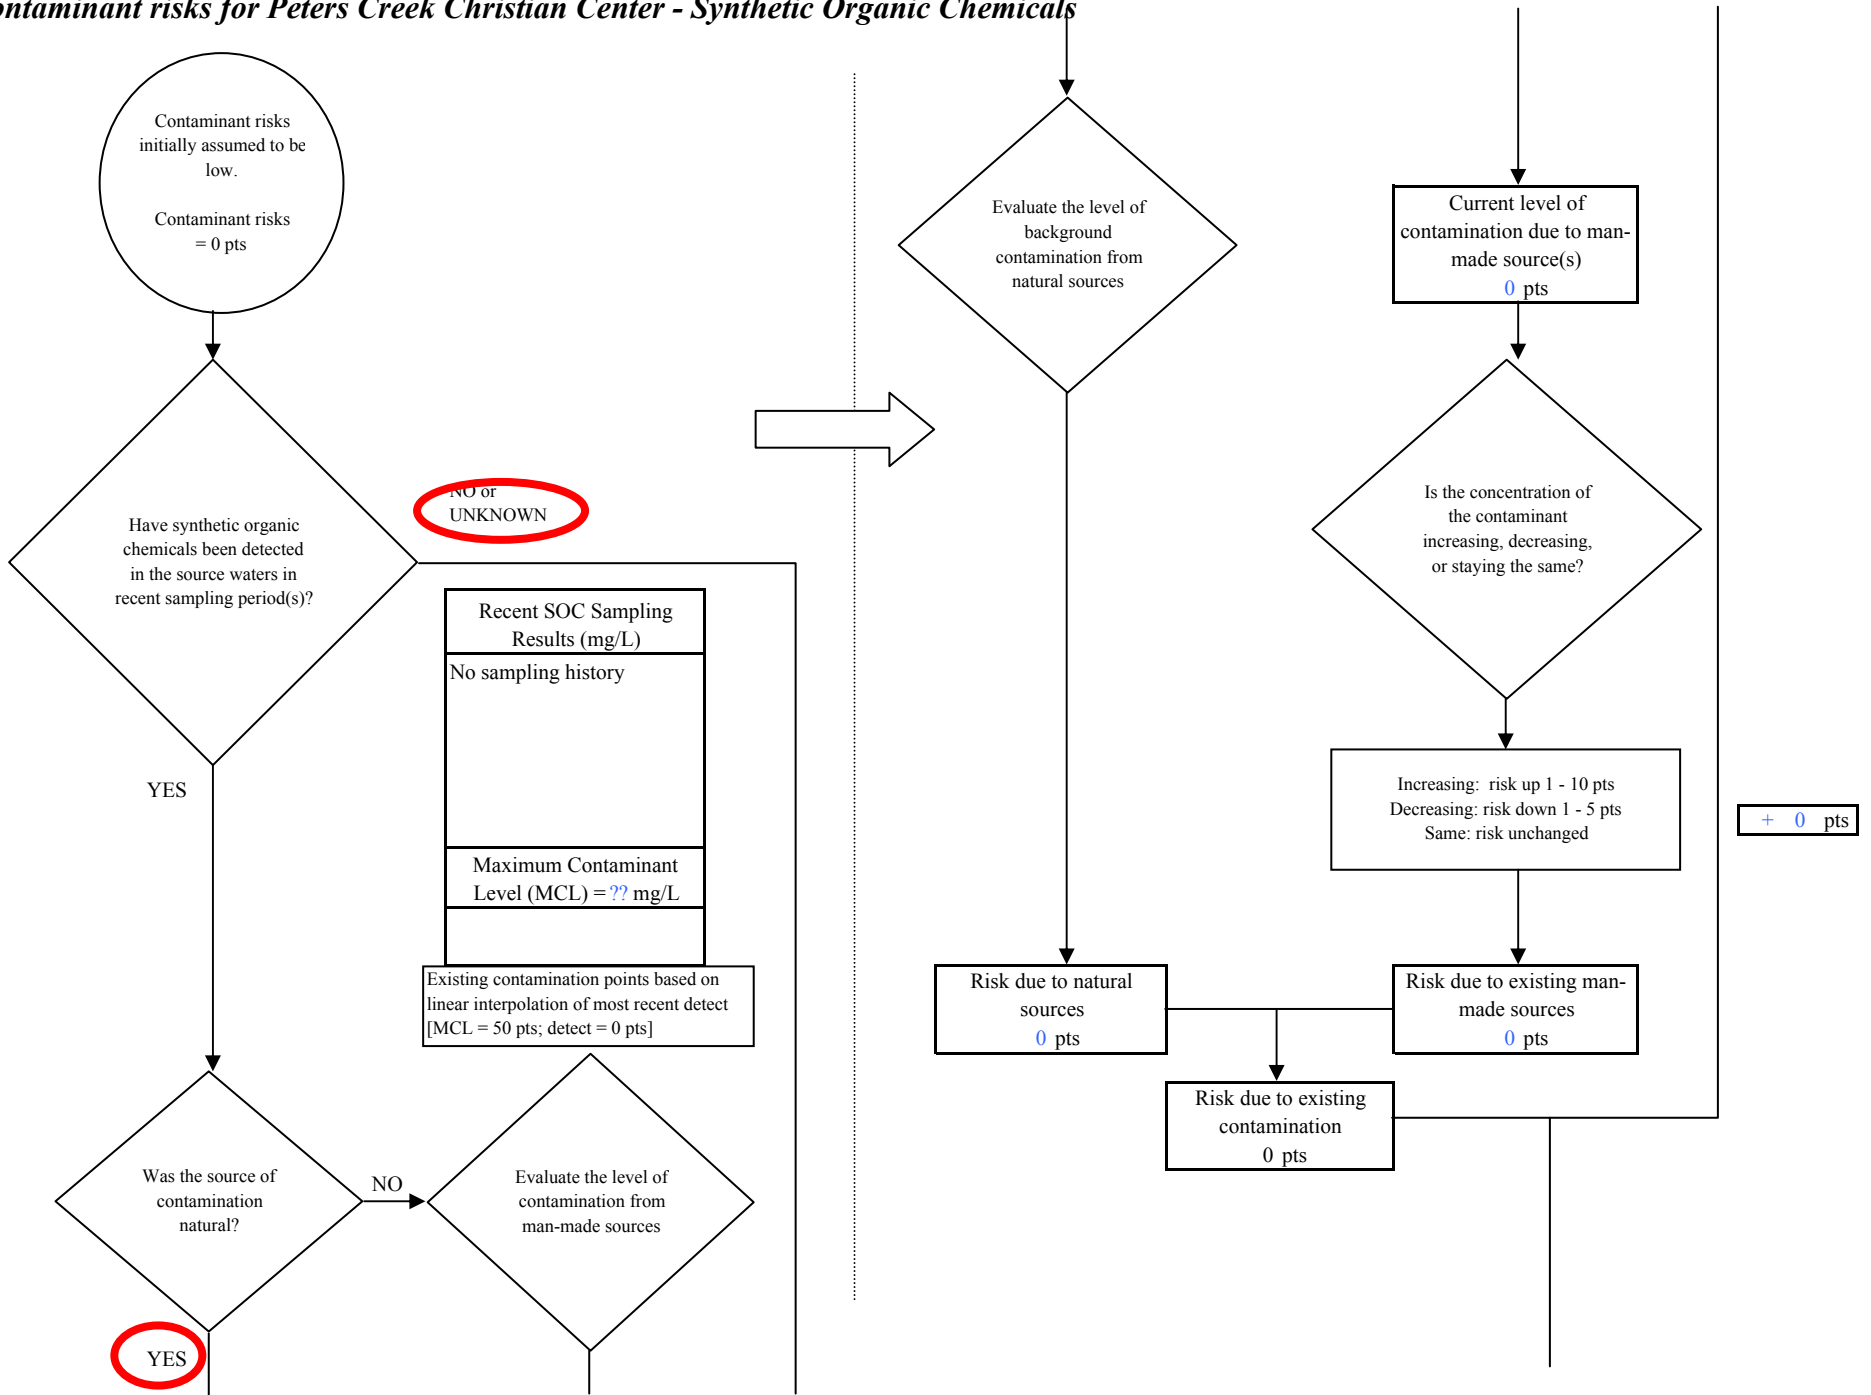 ontaminant risks for Peters Creek Christian Center - Synthetic Organic Chemicals
Contaminant risks
initially assumed to be
low.
Contaminant risks
= 0 pts
Have synthetic organic
chemicals been detected
in the source waters in
recent sampling period(s)?
NO or
UNKNOWN
YES
Recent SOC Sampling
Results (mg/L)
No sampling history
Maximum Contaminant
Level (MCL) = ?? mg/L
Existing contamination points based on
linear interpolation of most recent detect
[MCL = 50 pts; detect = 0 pts]
Was the source of
contamination
natural?
NO
YES
Evaluate the level of
contamination from
man-made sources
Evaluate the level of
background
contamination from
natural sources
Current level of
contamination due to man-
made source(s)
0 pts
Is the concentration of
the contaminant
increasing, decreasing,
or staying the same?
Increasing: risk up 1 - 10 pts
Decreasing: risk down 1 - 5 pts
Same: risk unchanged
+ 0 pts
Risk due to natural
sources
0 pts
Risk due to existing man-
made sources
0 pts
Risk due to existing
contamination
0 pts